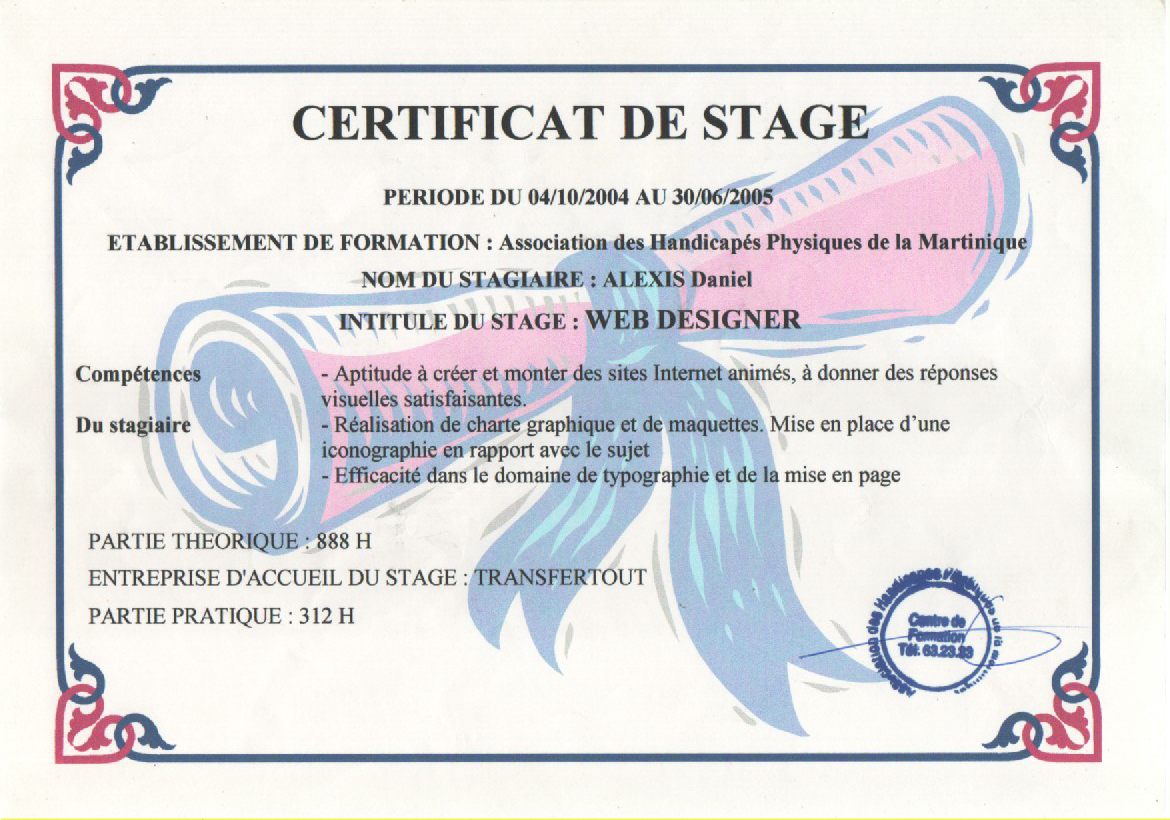 CERTIFICAT DE STAGE
PERIODE DU 04/10/2004 AU 30/06/2005
ETABLISSEMENT DE FORMATION : Association des Handicapés Physiques de la Martinique
NOM DU STAGIAIRE : ALEXIS Daniel
INTITULE DU STAGE : WEB DESIGNER
Compétences - Aptitude à créer et monter des sites Internet animés, à donner des réponses
visuelles satisfaisantes.
Du stagiaire - Réalisation de charte graphique et de maquettes. Mise en place d’une
iconographie en rapport avec le sujet
- Efficacité dans le domaine de typographie et de la mise en page
PARTIE THEORIQUE : 888 H
ENTREPRISE D'ACCUEIL DU STAGE : TRANSFERTOUT
PARTIE PRATIQUE : 312 H
Association des Handicapés
Centre de
Formation
Tél: 63.23.23